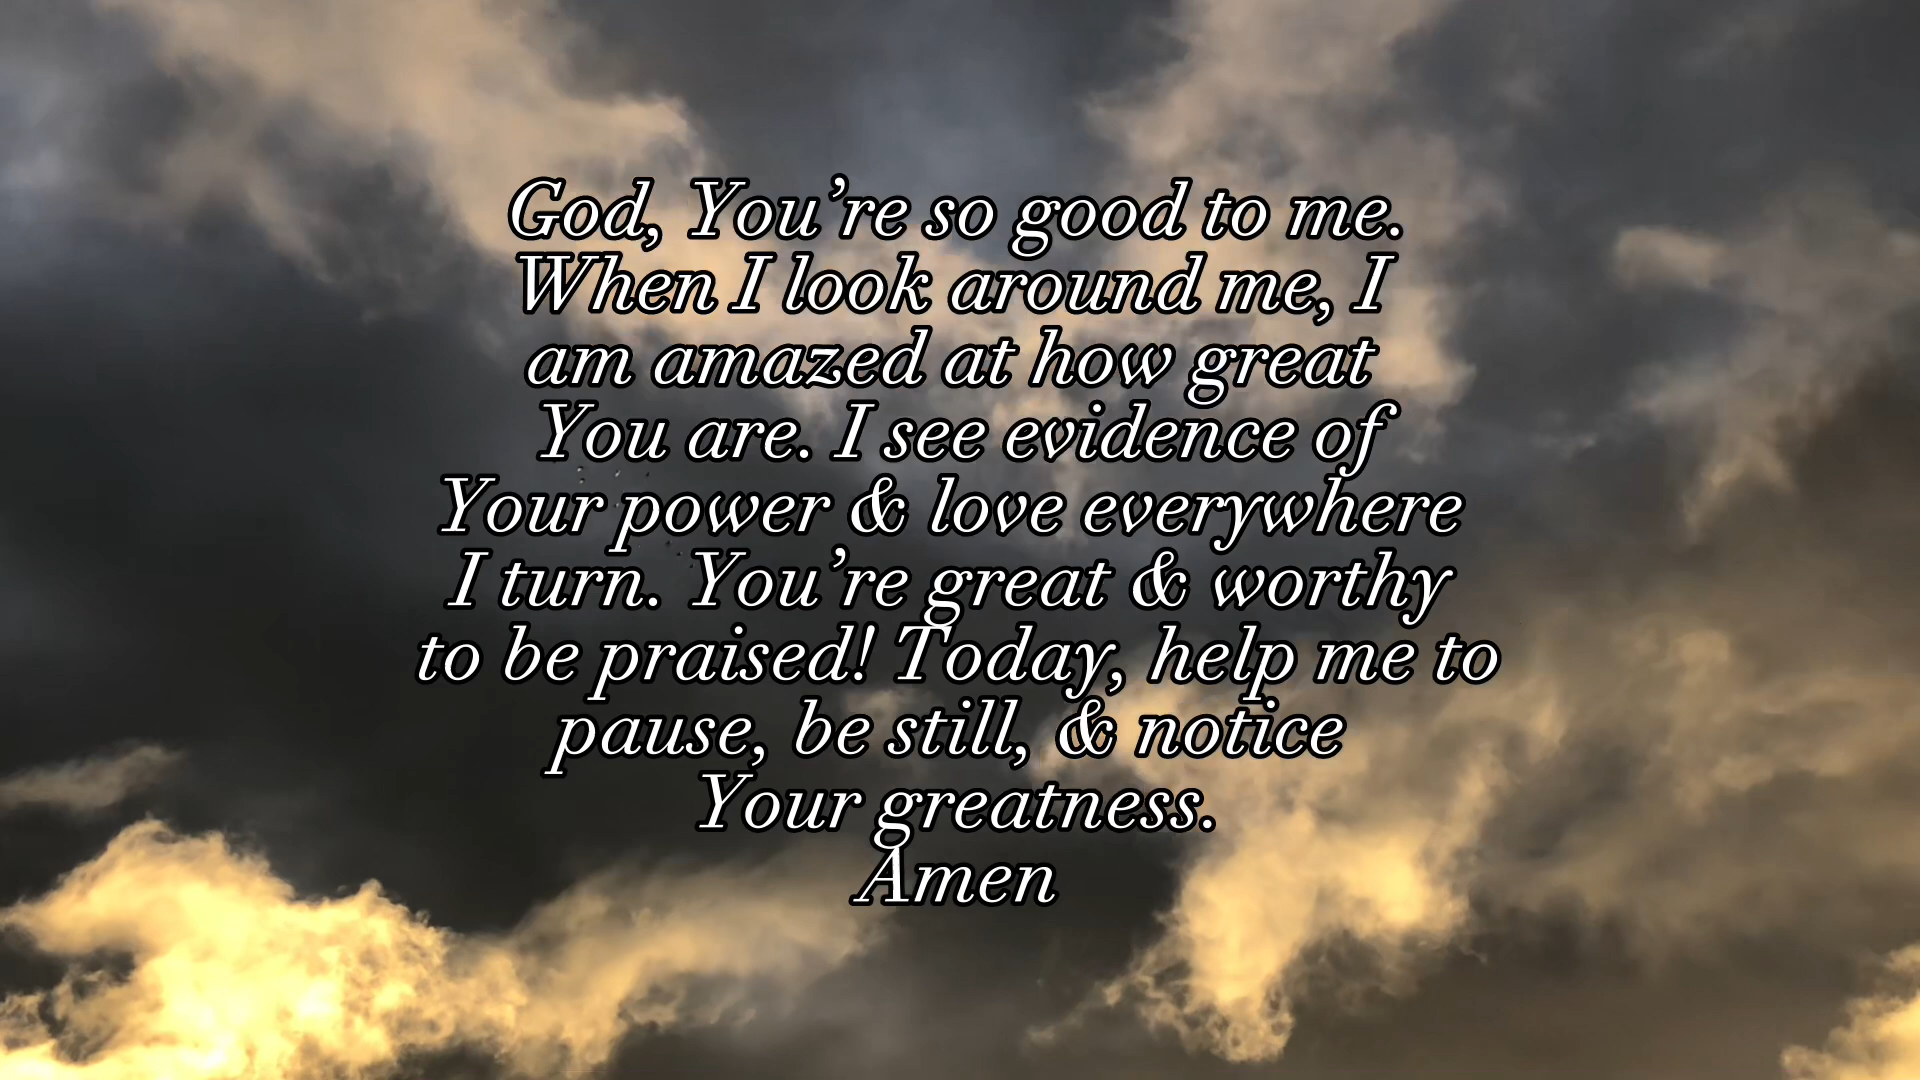 God, You’re so good to me.
When I look around me, I
am amazed at how great
You are. I see evidence of
Your power & love everywhere
I turn. You’re great & worthy
to be praised! Today, help me to
pause, be still, & notice
Your greatness.
Amen